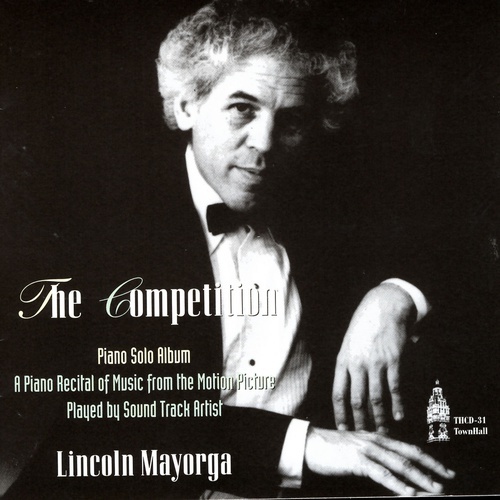 The Competition
Piano Solo Album
A Piano Recital of Music from the Motion Picture
Played by Sound Track Artist
Lincoln Mayorga
THCD-31
TownHall